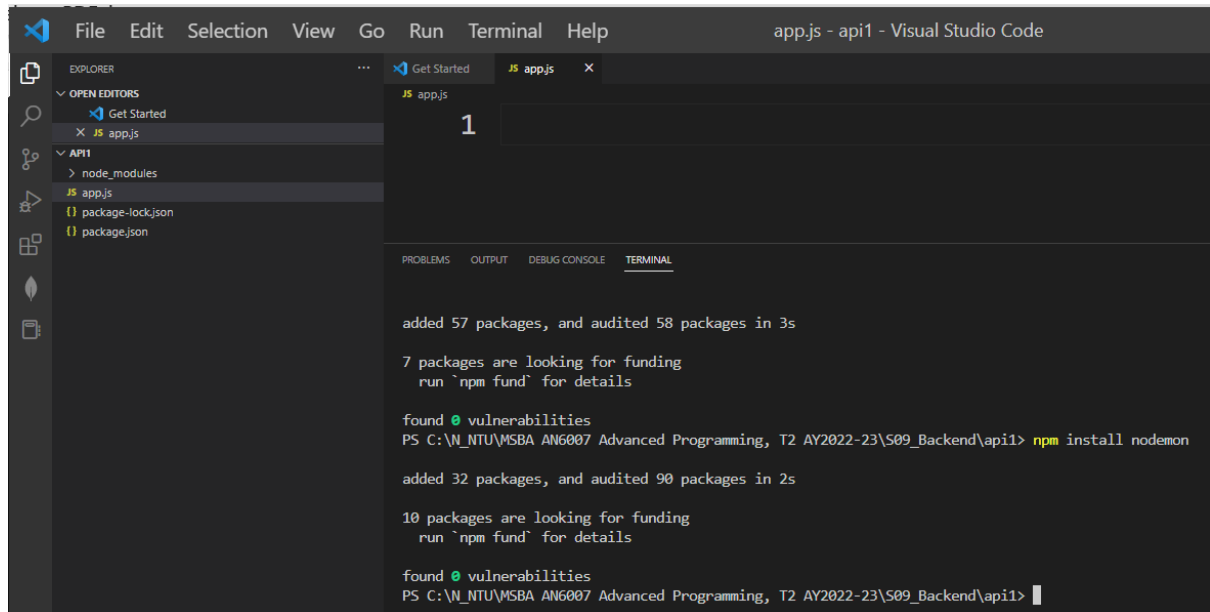 File Edit Selection View Go Run Terminal Help app.js - api1 - Visual Studio Code
EXPLORER ...
OPEN EDITORS
Get Started
JS app.js
API1
node_modules
JS app.js
{} package-lock.json
{} package.json
Get Started JS app.js
JS app.js
1
PROBLEMS OUTPUT DEBUG CONSOLE TERMINAL
added 57 packages, and audited 58 packages in 3s
7 packages are looking for funding
run `npm fund` for details
found 0 vulnerabilities
PS C:\N_NTU\MSBA AN6007 Advanced Programming, T2 AY2022-23\S09_Backend\api1> npm install nodemon
added 32 packages, and audited 90 packages in 2s
10 packages are looking for funding
run `npm fund` for details
found 0 vulnerabilities
PS C:\N_NTU\MSBA AN6007 Advanced Programming, T2 AY2022-23\S09_Backend\api1>